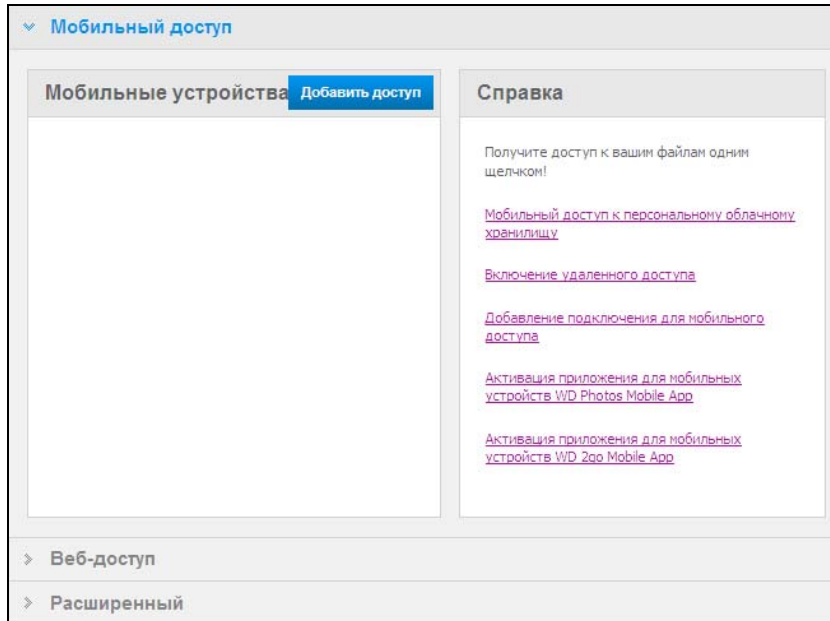 Мобильный доступ
Мобильные устройства
Добавить доступ
Справка
Получите доступ к вашим файлам одним
щелчком!
Мобильный доступ к персональному облачному
хранилищу
Включение удаленного доступа
Добавление подключения для мобильного
доступа
Активация приложения для мобильных
устройств WD Photos Mobile App
Активация приложения для мобильных
устройств WD 2go Mobile App
Веб-доступ
Расширенный